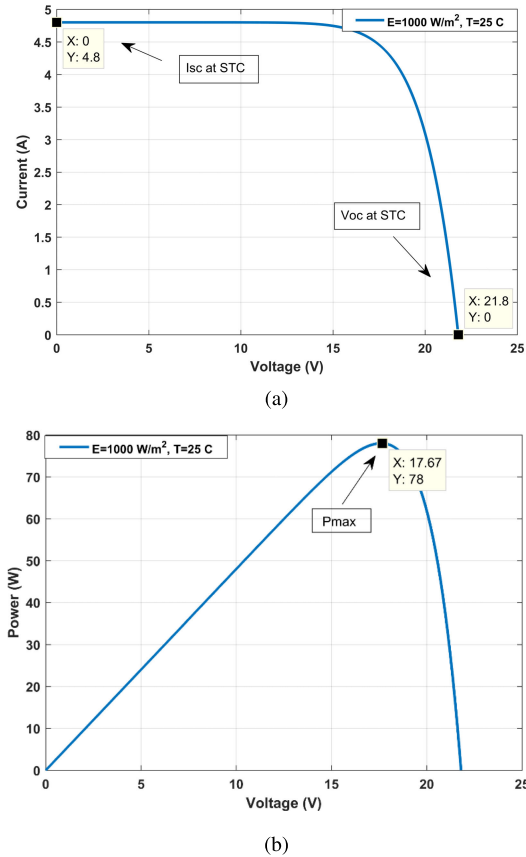 5
E=1000 W/m², T=25 C
4.5
X: 0
Y: 4.8
Isc at STC
4
3.5
3
2.5
2
Voc at STC
1.5
1
0.5
X: 21.8
Y: 0
0
Current (A)
0 5 10 15 20 25
Voltage (V)
(a)
80
E=1000 W/m², T=25 C
X: 17.67
Y: 78
70
Pmax
60
50
40
30
20
10
0
Power (W)
0 5 10 15 20 25
Voltage (V)
(b)